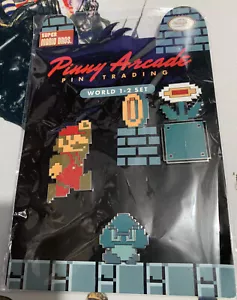 SUPER
MARIO BROS.
Pinny Arcade
PIN TRADING
WORLD 1-2 SET